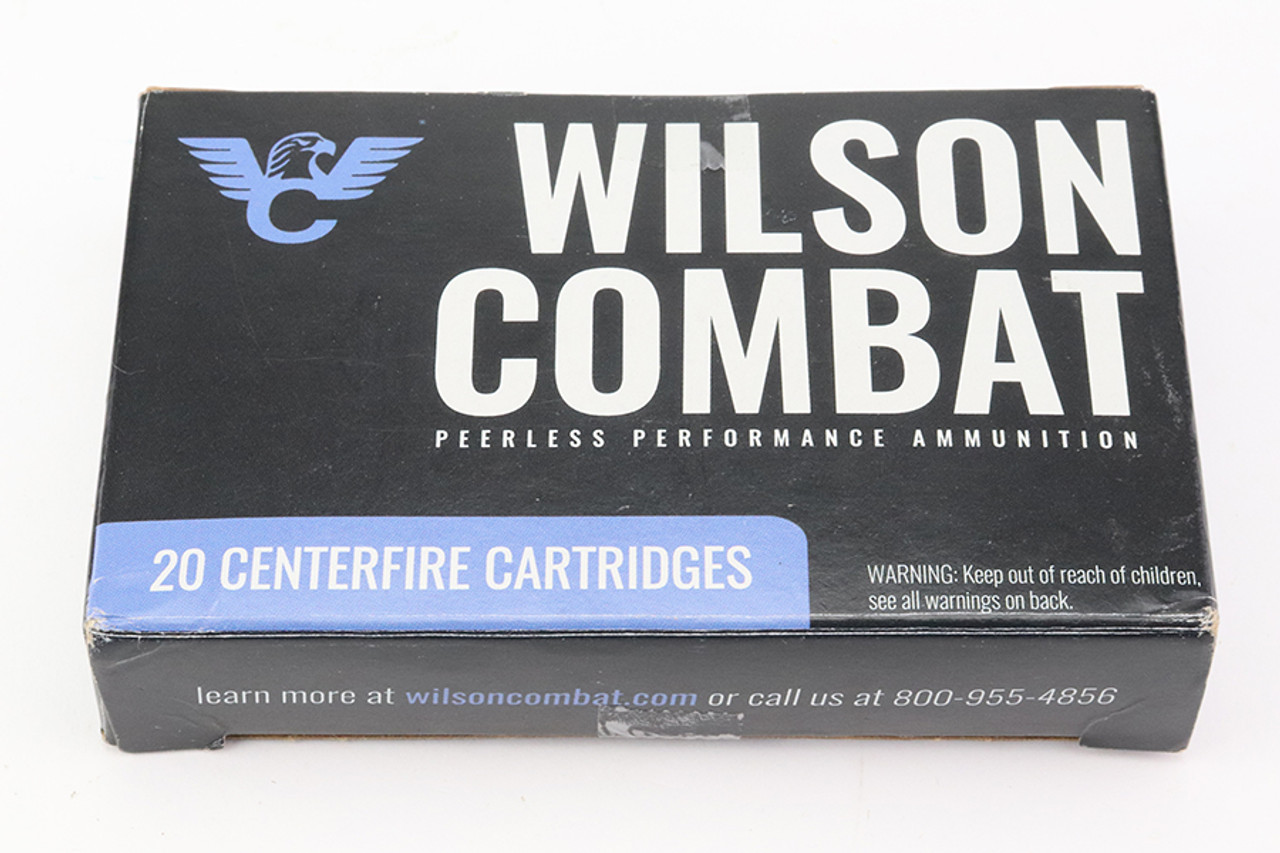 WILSON
COMBAT
PEERLESS PERFORMANCE AMMUNITION
20 CENTERFIRE CARTRIDGES
WARNING: Keep out of reach of children,
see all warnings on back.
learn more at wilsoncombat.com or call us at 800-955-4856